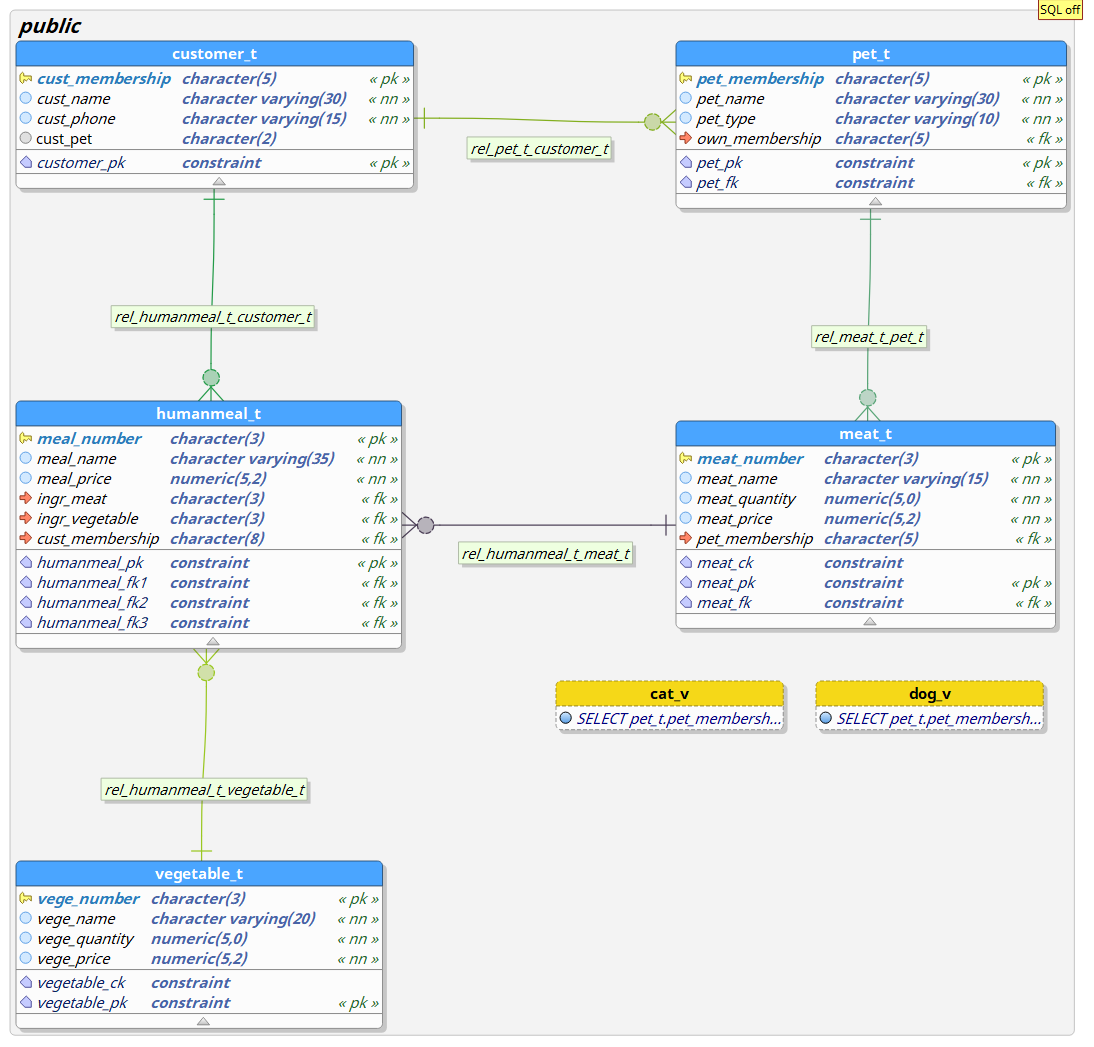 SQL off
public
customer_t
cust_membership character(5) « pk »
cust_name character varying(30) « nn »
cust_phone character varying(15) « nn »
cust_pet character(2)
customer_pk constraint « pk »
pet_t
pet_membership character(5) « pk »
pet_name character varying(30) « nn »
pet_type character varying(10) « nn »
own_membership character(5) « fk »
pet_pk constraint « pk »
pet_fk constraint « fk »
rel_pet_t_customer_t
rel_humanmeal_t_customer_t
rel_meat_t_pet_t
humanmeal_t
meal_number character(3) « pk »
meal_name character varying(35) « nn »
meal_price numeric(5,2) « nn »
ingr_meat character(3) « fk »
ingr_vegetable character(3) « fk »
cust_membership character(8) « fk »
humanmeal_pk constraint « pk »
humanmeal_fk1 constraint « fk »
humanmeal_fk2 constraint « fk »
humanmeal_fk3 constraint « fk »
meat_t
meat_number character(3) « pk »
meat_name character varying(15) « nn »
meat_quantity numeric(5,0) « nn »
meat_price numeric(5,2) « nn »
pet_membership character(5) « fk »
meat_ck constraint
meat_pk constraint « pk »
meat_fk constraint « fk »
rel_humanmeal_t_meat_t
cat_v
SELECT pet_t.pet_membersh...
dog_v
SELECT pet_t.pet_membersh...
rel_humanmeal_t_vegetable_t
vegetable_t
vege_number character(3) « pk »
vege_name character varying(20) « nn »
vege_quantity numeric(5,0) « nn »
vege_price numeric(5,2) « nn »
vegetable_ck constraint
vegetable_pk constraint « pk »